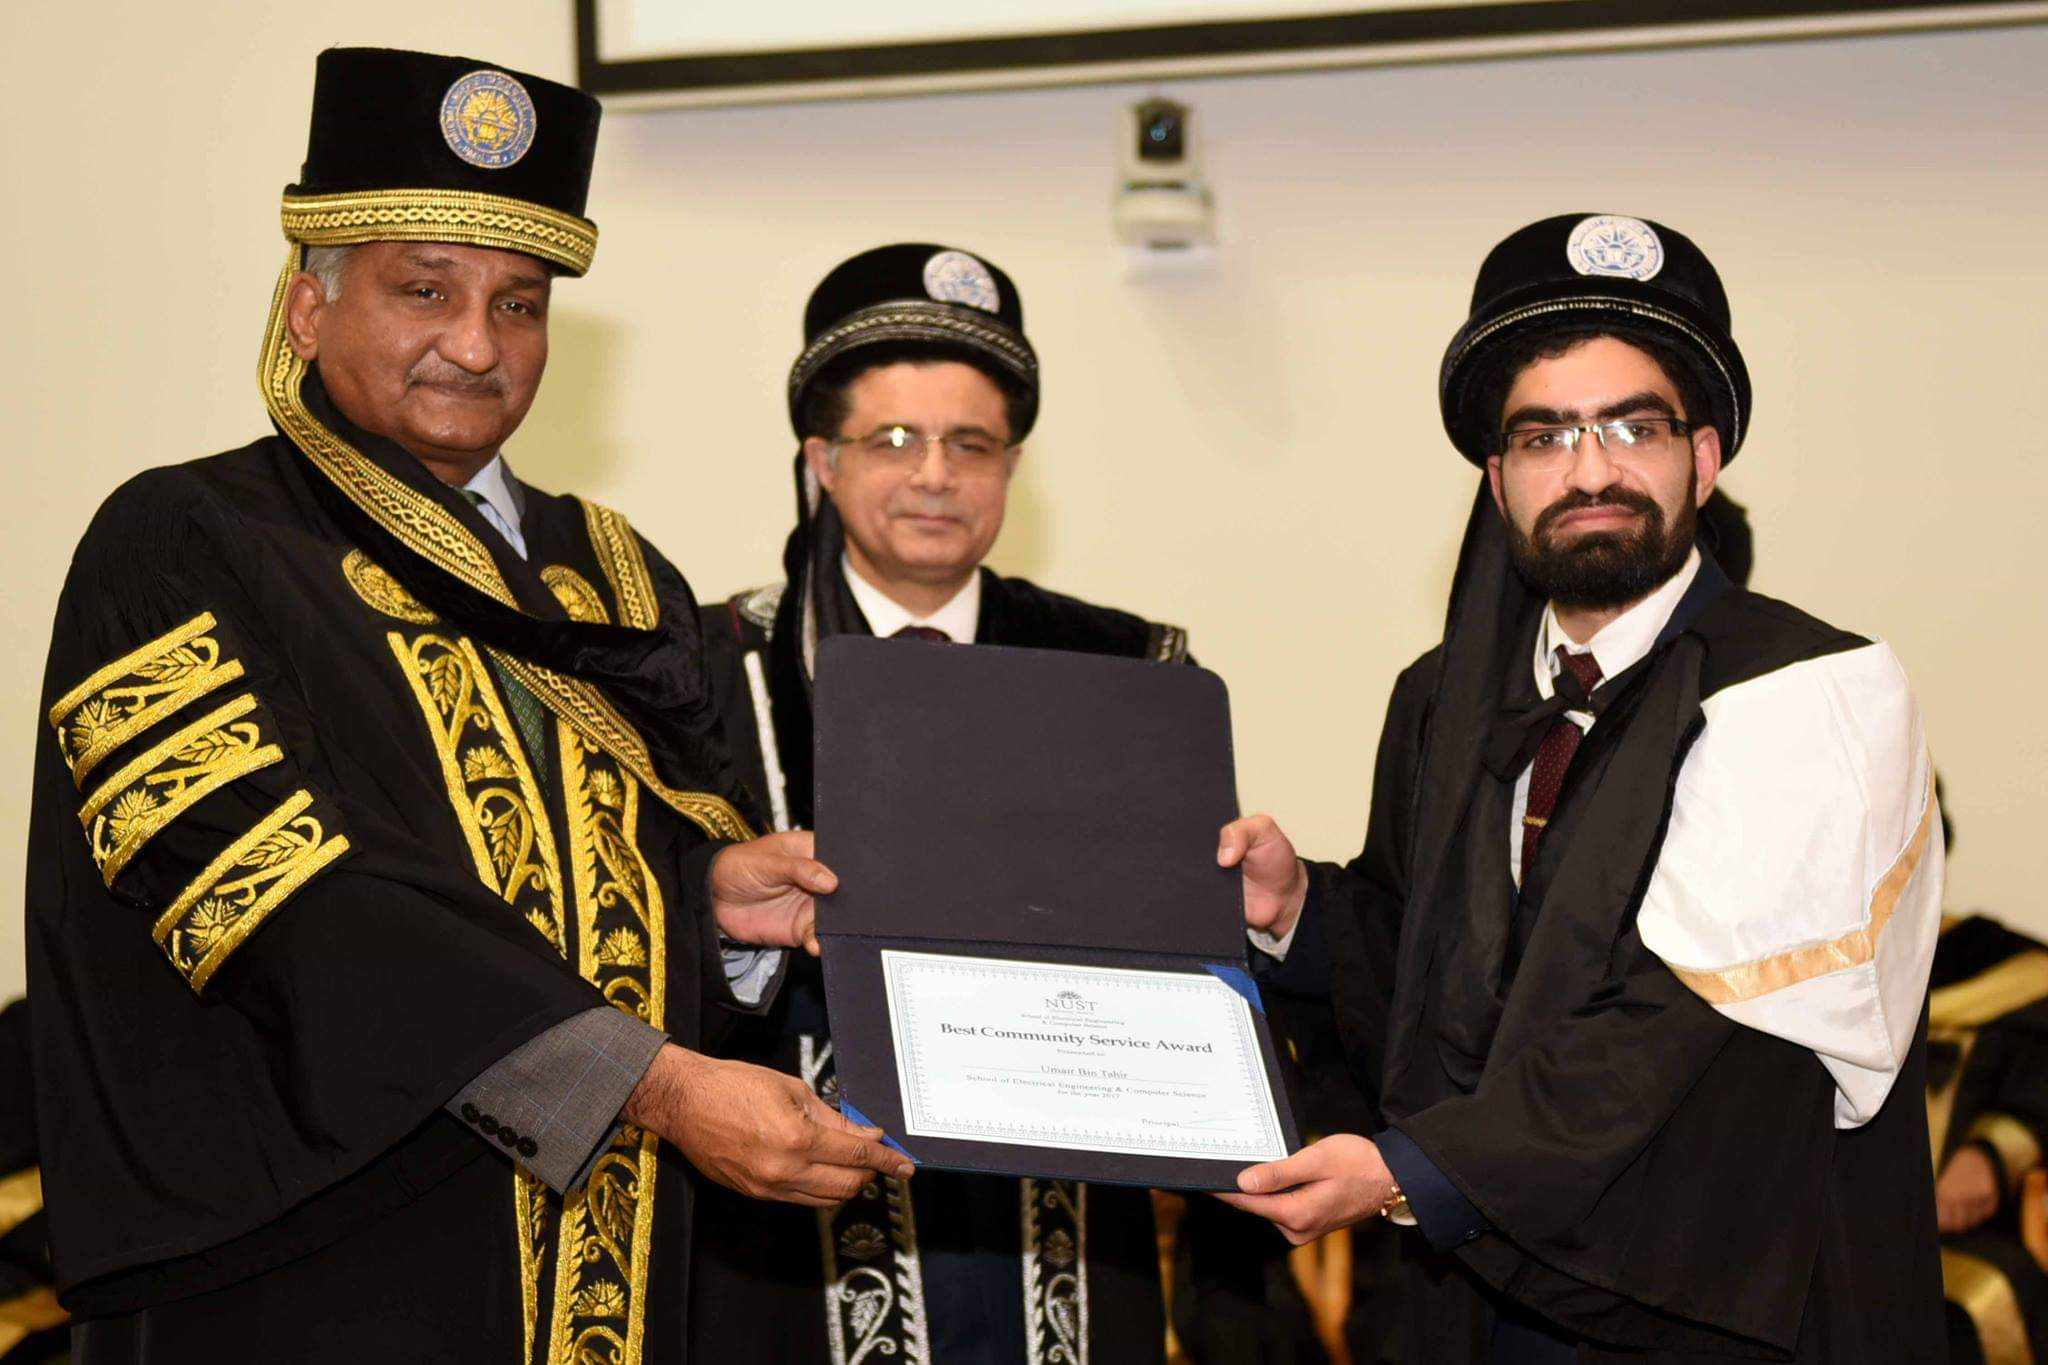 NUST
School of Electrical Engineering
& Computer Science
Best Community Service Award
Presented to
Umair Bin Tahir
School of Electrical Engineering & Computer Science
for the year 2017
Principal